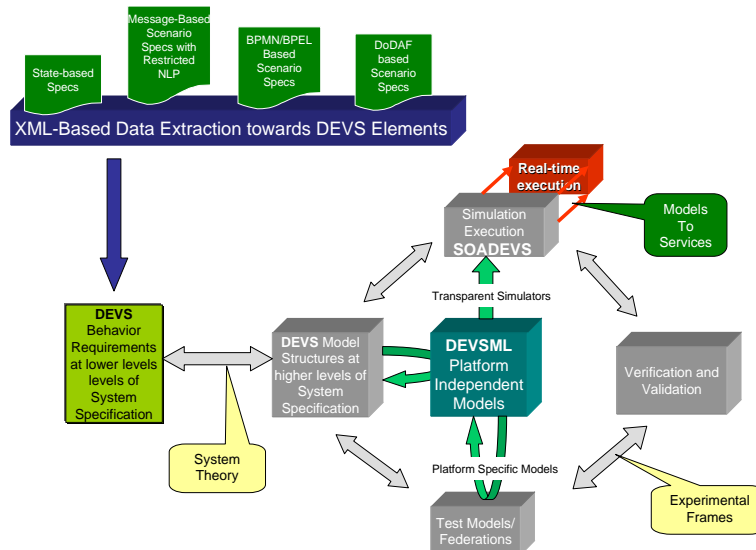 State-based
Specs
Message-Based
Scenario
Specs with
Restricted
NLP
BPMN/BPEL
Based
Scenario
Specs
DoDAF
based
Scenario
Specs
XML-Based Data Extraction towards DEVS Elements
Real-time
execution
Simulation
Execution
SOADEVS
Models
To
Services
Transparent Simulators
DEVS
Behavior
Requirements
at lower levels
levels of
System
Specification
DEVS Model
Structures at
higher levels of
System
Specification
DEVSML
Platform
Independent
Models
Verification and
Validation
System
Theory
Platform Specific Models
Test Models/
Federations
Experimental
Frames